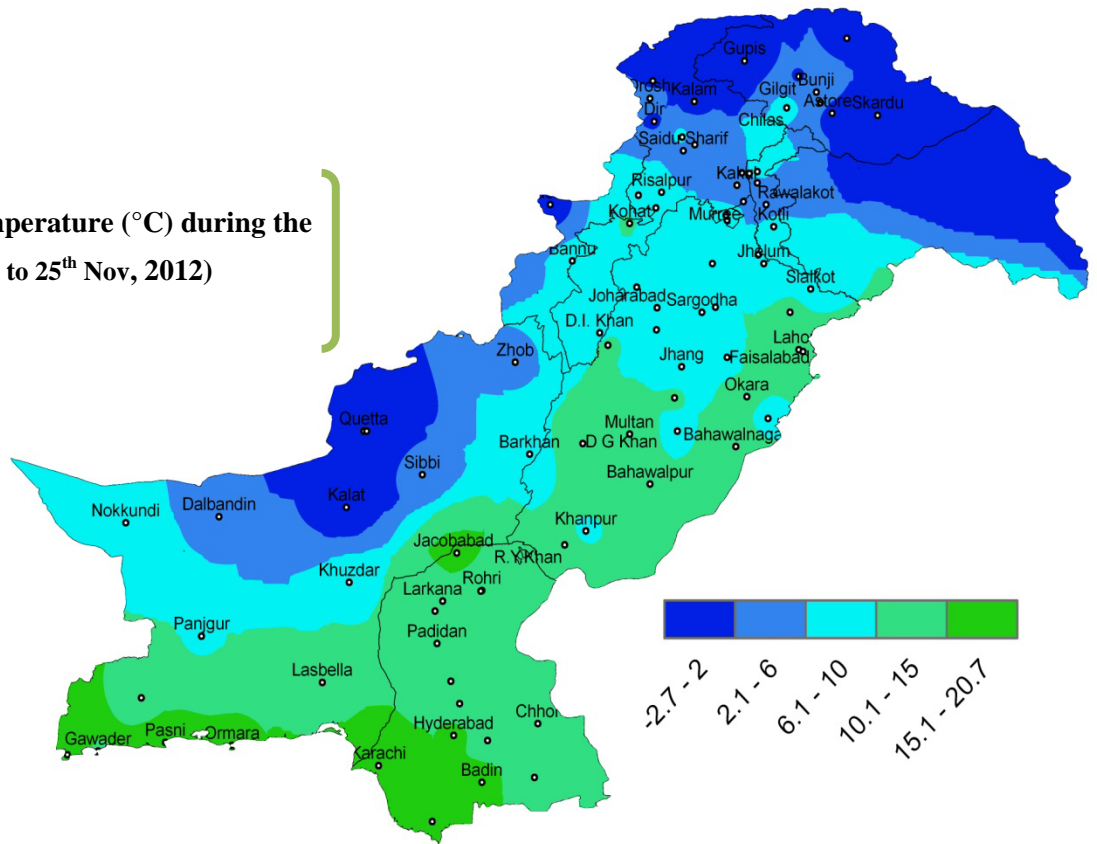 perature (°C) during the
to 25th Nov, 2012)
Gupis
Bunji
Drosh
Kalam
Gilgit
Astore
Skardu
Dir
Chilas
Saidu Sharif
Risalpur
Rawalakot
Kohat
Kotli
Bannu
Jhelum
Sialkot
Joharabad
Sargodha
D.I. Khan
Zhob
Jhang
Faisalabad
Laho
Okara
Quetta
Multan
D G Khan
Bahawalnaga
Barkhan
Sibbi
Bahawalpur
Kalat
Dalbandin
Nokkundi
Khanpur
Jacobabad
R.Y.Khan
Khuzdar
Rohri
Larkana
Panjgur
Padidan
Lasbella
Hyderabad
Chhor
Pasni
Ormara
Gawader
Karachi
Badin
-2.7 - 2
2.1 - 6
6.1 - 10
10.1 - 15
15.1 - 20.7